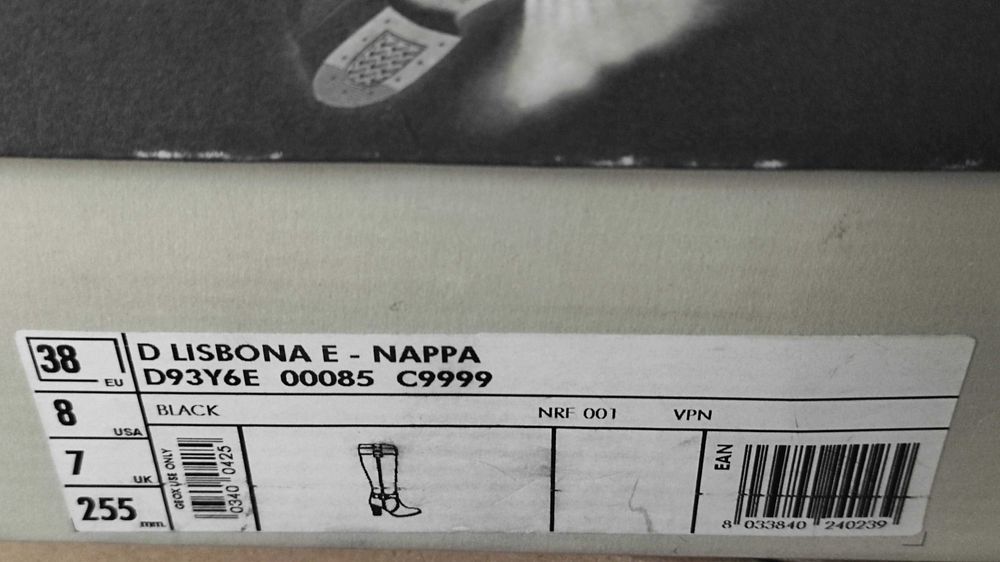 38 EU
D LISBONA E - NAPPA
D93Y6E 00085 C9999
8 USA
BLACK NRF 001 VPN
7 UK
255 mm.
GEOX USE ONLY
0340 0425
EAN
8 033840 240239